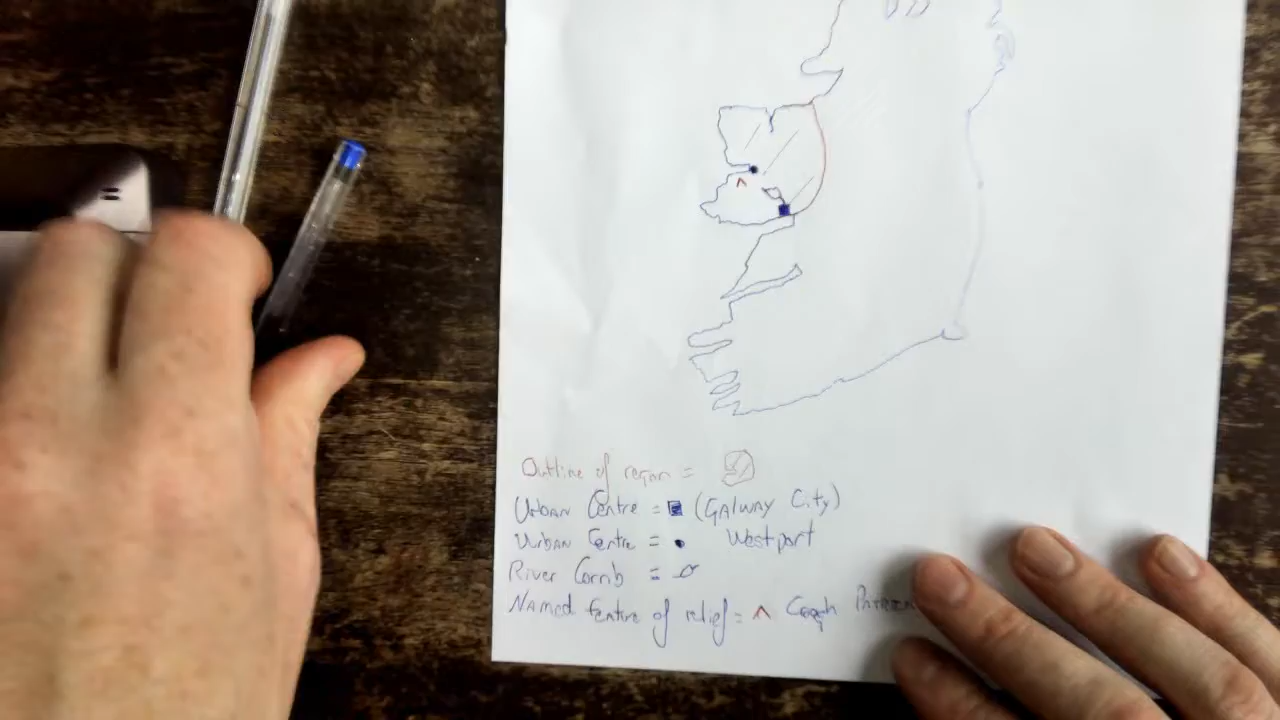 Outline of region =
Urban Centre = (GALWAY City)
Urban Centre = Westport
River Corrib =
Named feature of relief = ^ Croagh